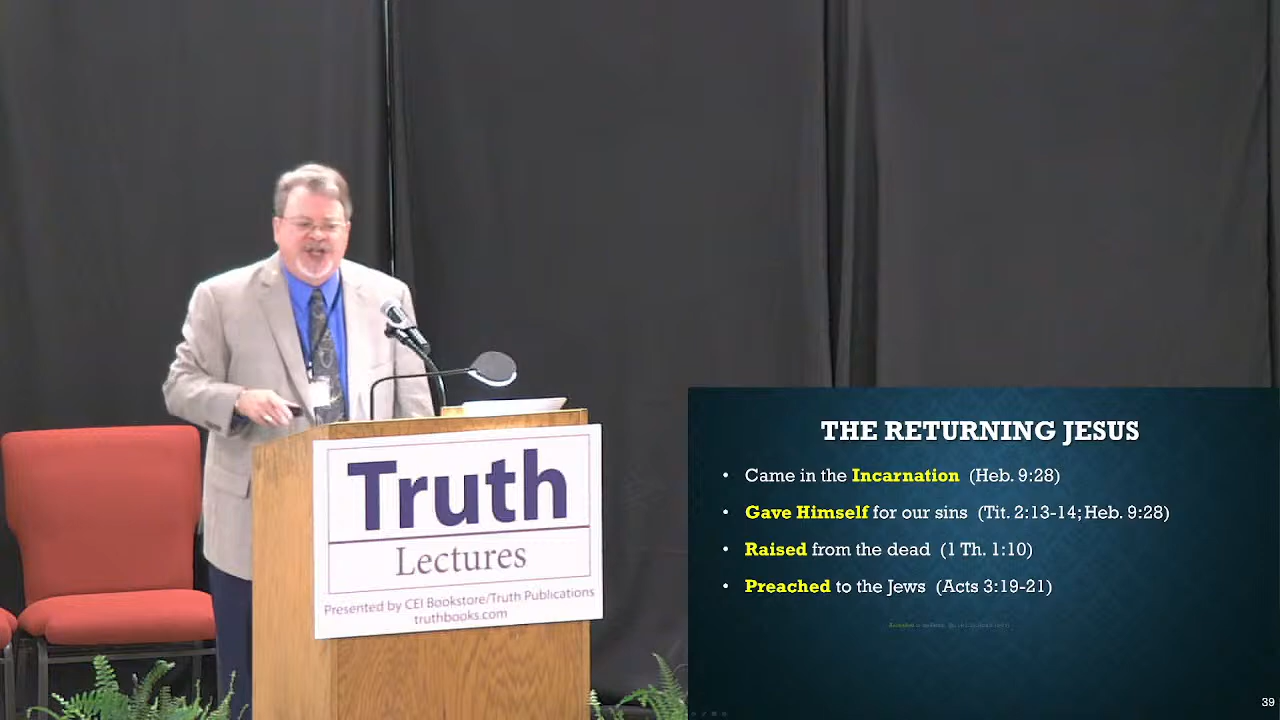 Truth
Lectures
Presented by CEI Bookstore/Truth Publications
truthbooks.com
THE RETURNING JESUS
• Came in the Incarnation (Heb. 9:28)
• Gave Himself for our sins (Tit. 2:13-14; Heb. 9:28)
• Raised from the dead (1 Th. 1:10)
• Preached to the Jews (Acts 3:19-21)
39